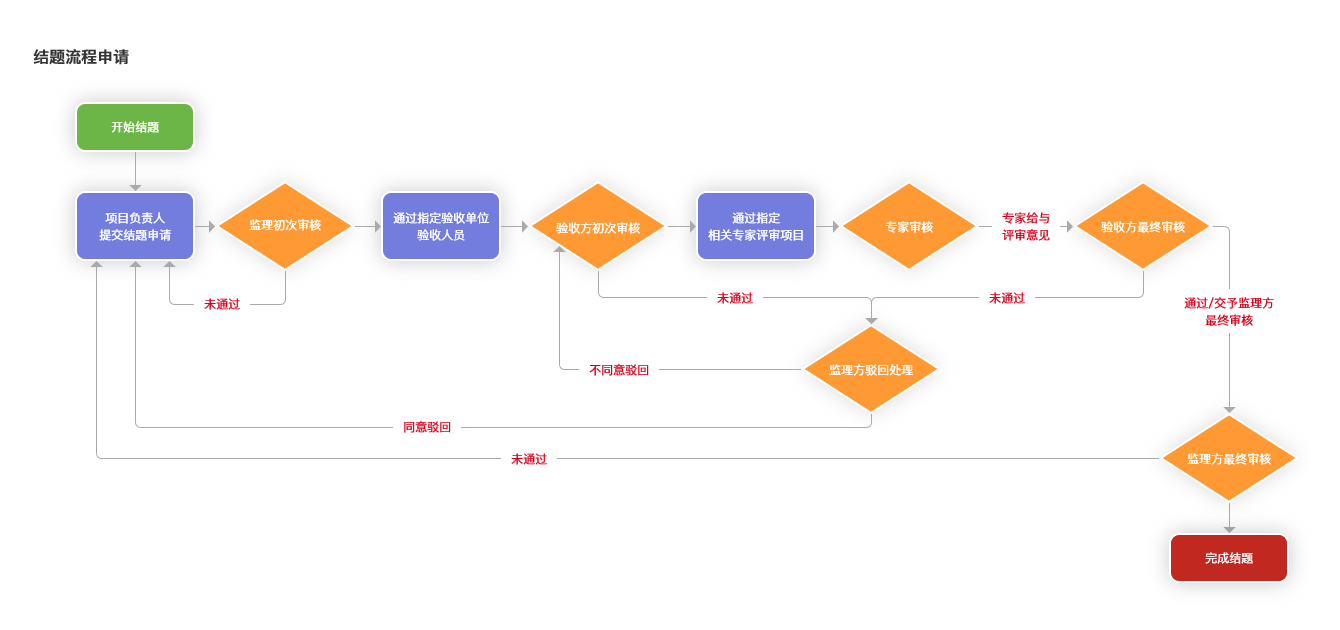 结题流程申请
开始结题
项目负责人
提交结题申请
监理初次审核
通过指定验收单位
验收人员
验收方初次审核
通过指定
相关专家评审项目
专家审核
专家给与
评审意见
验收方最终审核
未通过
未通过
未通过
通过/交予监理方
最终审核
不同意驳回
监理方驳回处理
同意驳回
未通过
监理方最终审核
完成结题